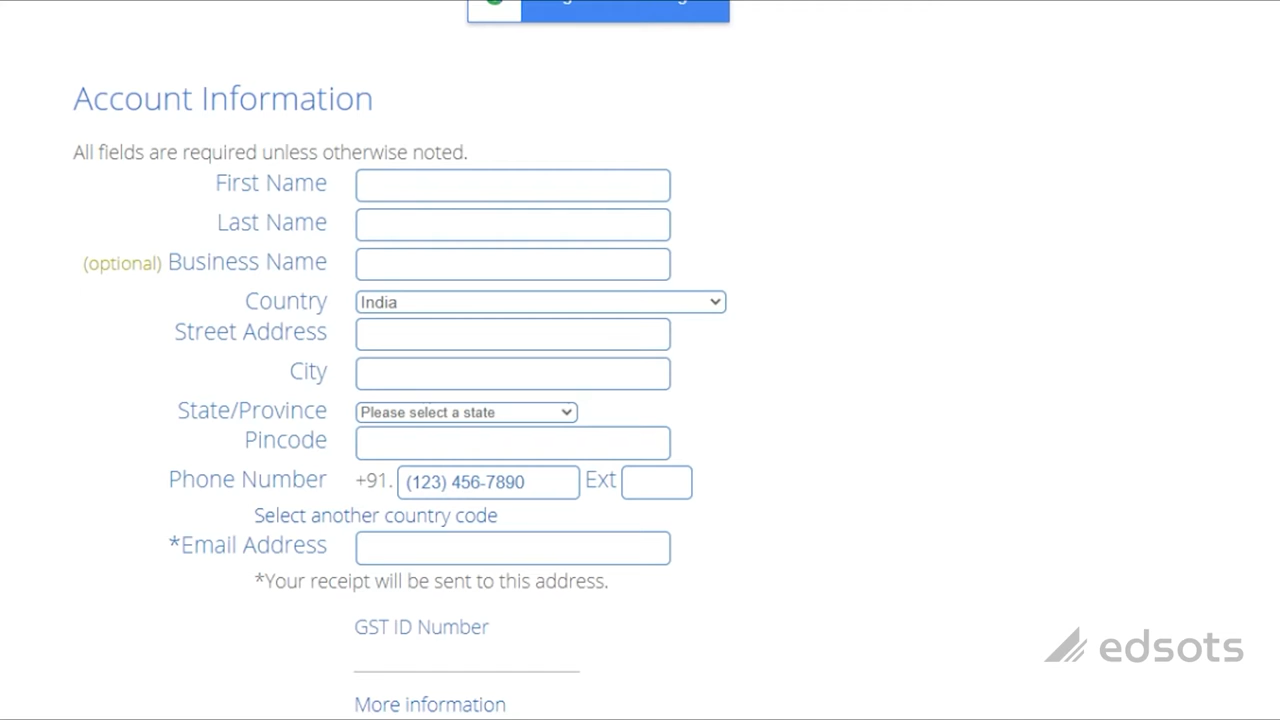 Account Information
All fields are required unless otherwise noted.
First Name
Last Name
(optional) Business Name
Country India
Street Address
City
State/Province Please select a state
Pincode
Phone Number +91. (123) 456-7890 Ext
Select another country code
*Email Address
*Your receipt will be sent to this address.
GST ID Number
edsots
More information